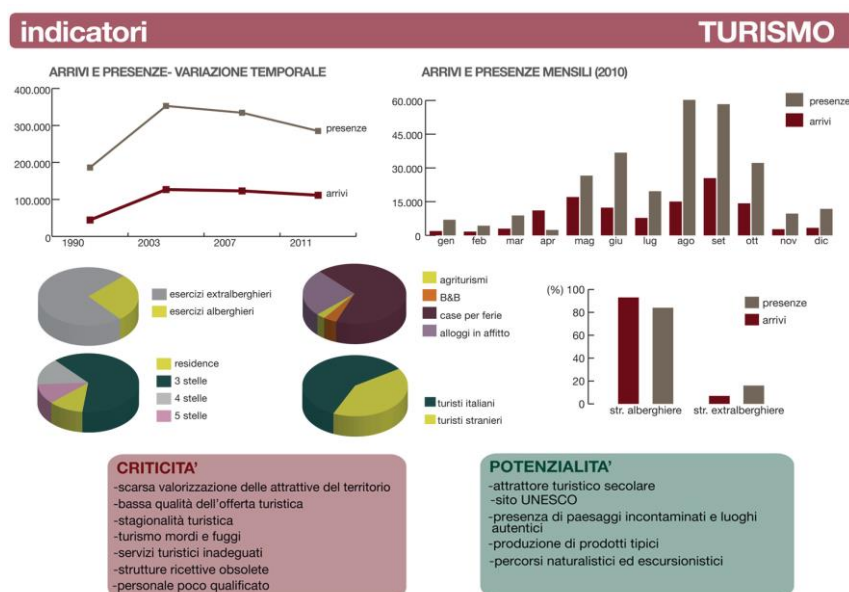 indicatori
TURISMO
ARRIVI E PRESENZE- VARIAZIONE TEMPORALE
400.000
300.000
200.000
100.000
0
1990
2003
2007
2011
presenze
arrivi
ARRIVI E PRESENZE MENSILI (2010)
60.000
45.000
30.000
15.000
0
gen
feb
mar
apr
mag
giu
lug
ago
set
ott
nov
dic
presenze
arrivi
esercizi extralberghieri
esercizi alberghieri
agriturismi
B&B
case per ferie
alloggi in affitto
residence
3 stelle
4 stelle
5 stelle
turisti italiani
turisti stranieri
(%) 100
80
60
40
20
0
str. alberghiere
str. extralberghiere
presenze
arrivi
CRITICITA'
-scarsa valorizzazione delle attrattive del territorio
-bassa qualità dell'offerta turistica
-stagionalità turistica
-turismo mordi e fuggi
-servizi turistici inadeguati
-strutture ricettive obsolete
-personale poco qualificato
POTENZIALITA'
-attrattore turistico secolare
-sito UNESCO
-presenza di paesaggi incontaminati e luoghi
autentici
-produzione di prodotti tipici
-percorsi naturalistici ed escursionistici